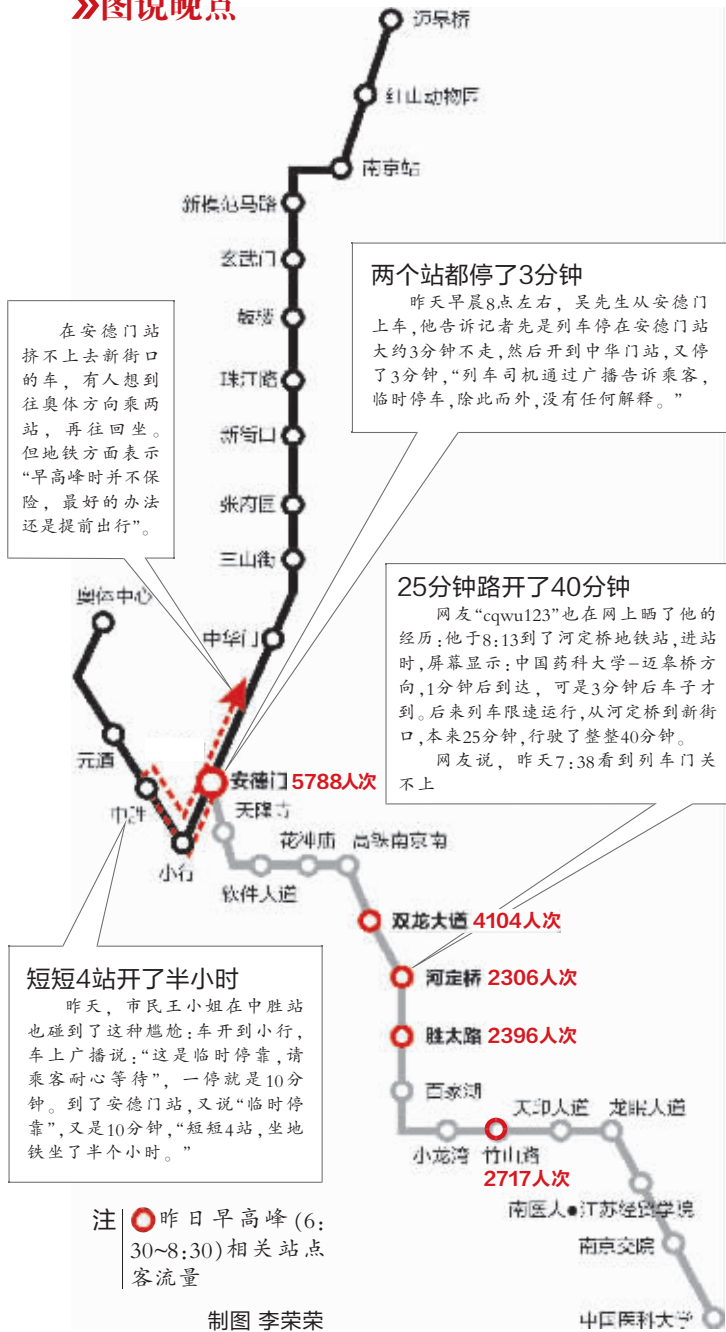 »图说晚点
迈皋桥
红山动物园
南京站
新模范马路
玄武门
鼓楼
珠江路
新街口
张府园
三山街
中华门
两个站都停了3分钟
昨天早晨8点左右，吴先生从安德门
上车，他告诉记者先是列车停在安德门站
大约3分钟不走，然后开到中华门站，又停
了3分钟，“列车司机通过广播告诉乘客，
临时停车，除此而外，没有任何解释。”
在安德门站
挤不上去新街口
的车，有人想到
往奥体方向乘两
站，再往回坐。
但地铁方面表示
“早高峰时并不保
险，最好的办法
还是提前出行”。
25分钟路开了40分钟
网友“cqwu123”也在网上晒了他的
经历：他于8:13到了河定桥地铁站，进站
时，屏幕显示：中国药科大学－迈皋桥方
向，1分钟后到达，可是3分钟后车子才
到。后来列车限速运行，从河定桥到新街
口，本来25分钟，行驶了整整40分钟。
网友说，昨天7:38看到列车门关
不上
奥体中心
元通
中胜
小行
安德门 5788人次
天隆寺
软件大道
花神庙
高铁南京南
双龙大道 4104人次
河定桥 2306人次
胜太路 2396人次
百家湖
小龙湾
竹山路
2717人次
天印大道
龙眠大道
南医大●江苏经贸学院
南京交院
中国医科大学
短短4站开了半小时
昨天，市民王小姐在中胜站
也碰到了这种尴尬：车开到小行，
车上广播说：“这是临时停靠，请
乘客耐心等待”，一停就是10分
钟。到了安德门站，又说“临时停
靠”，又是10分钟，“短短4站，坐地
铁坐了半个小时。”
注 昨日早高峰(6:
30~8:30)相关站点
客流量
制图 李荣荣